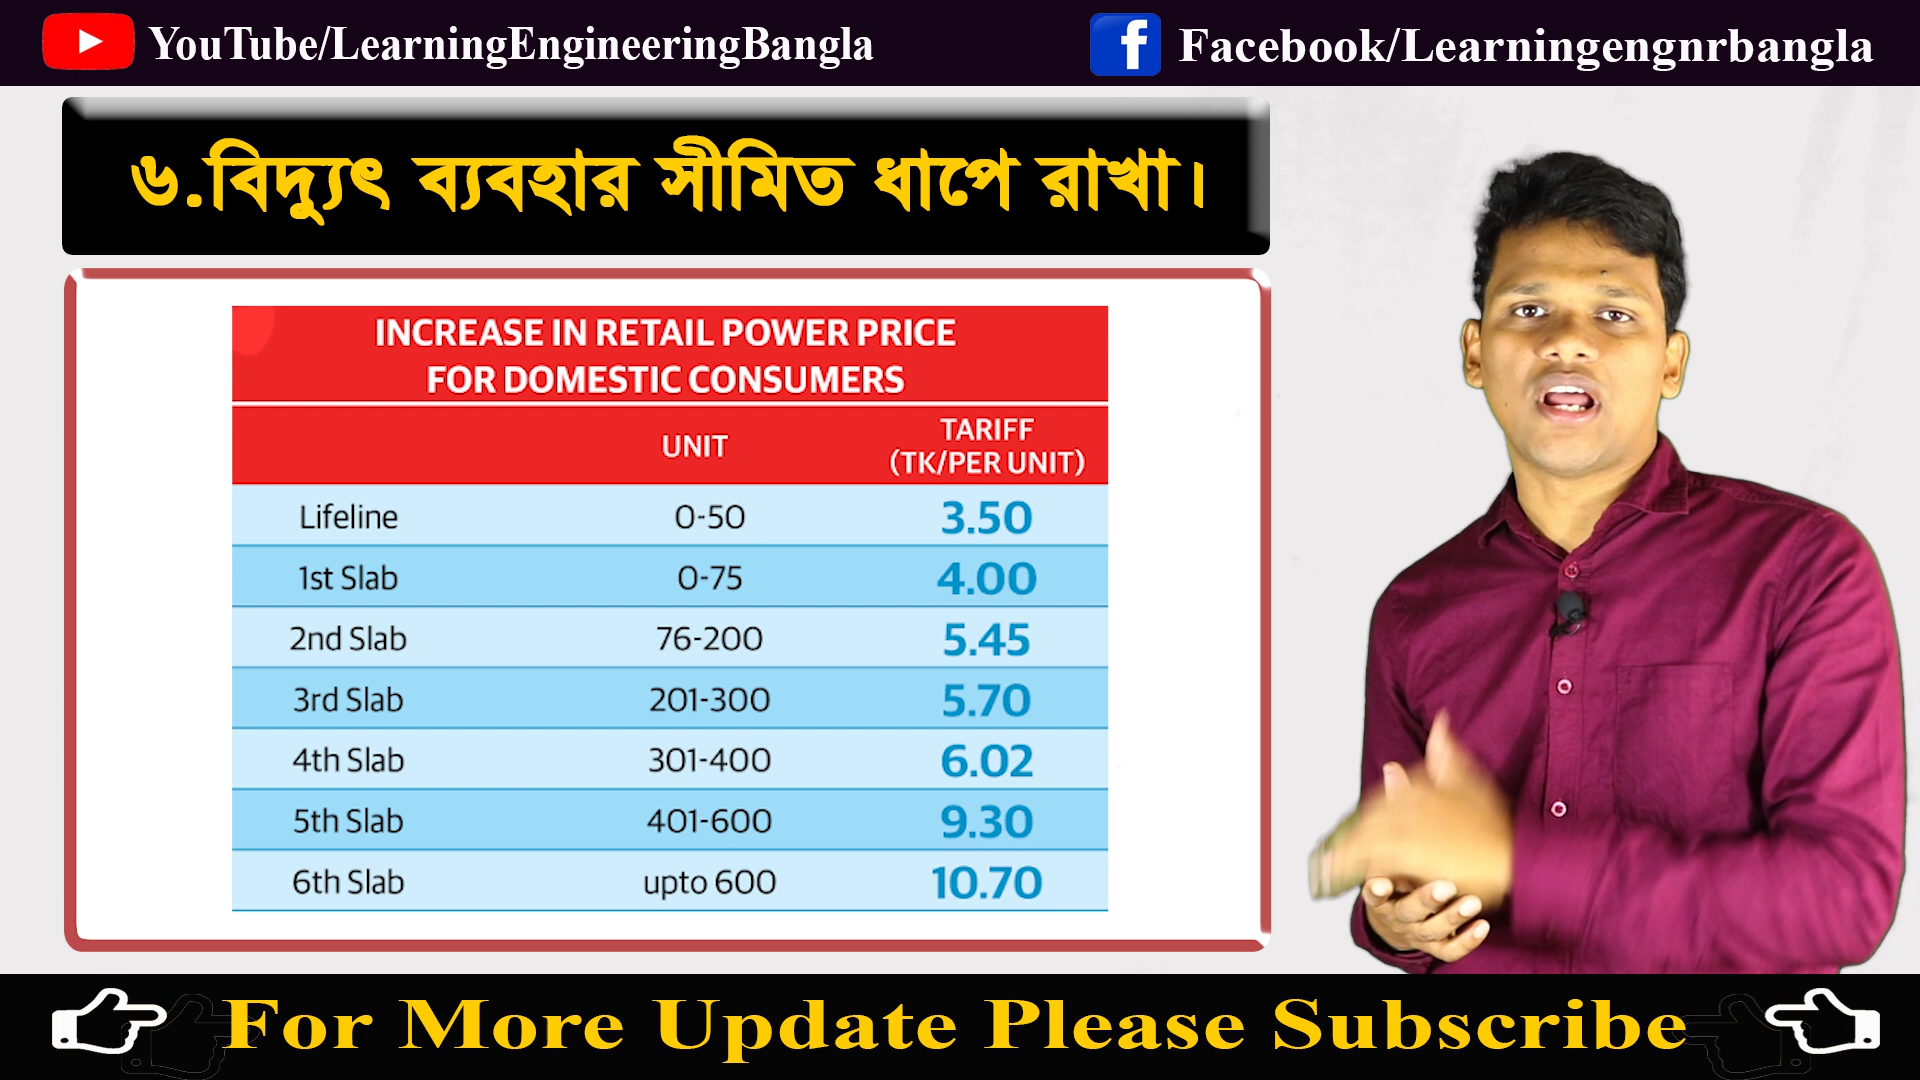 YouTube/LearningEngineeringBangla
Facebook/Learningengnrbangla
৬.বিদ্যুৎ ব্যবহার সীমিত ধাপে রাখা।
INCREASE IN RETAIL POWER PRICE
FOR DOMESTIC CONSUMERS
UNIT TARIFF (TK/PER UNIT)
Lifeline 0-50 3.50
1st Slab 0-75 4.00
2nd Slab 76-200 5.45
3rd Slab 201-300 5.70
4th Slab 301-400 6.02
5th Slab 401-600 9.30
6th Slab upto 600 10.70
For More Update Please Subscribe